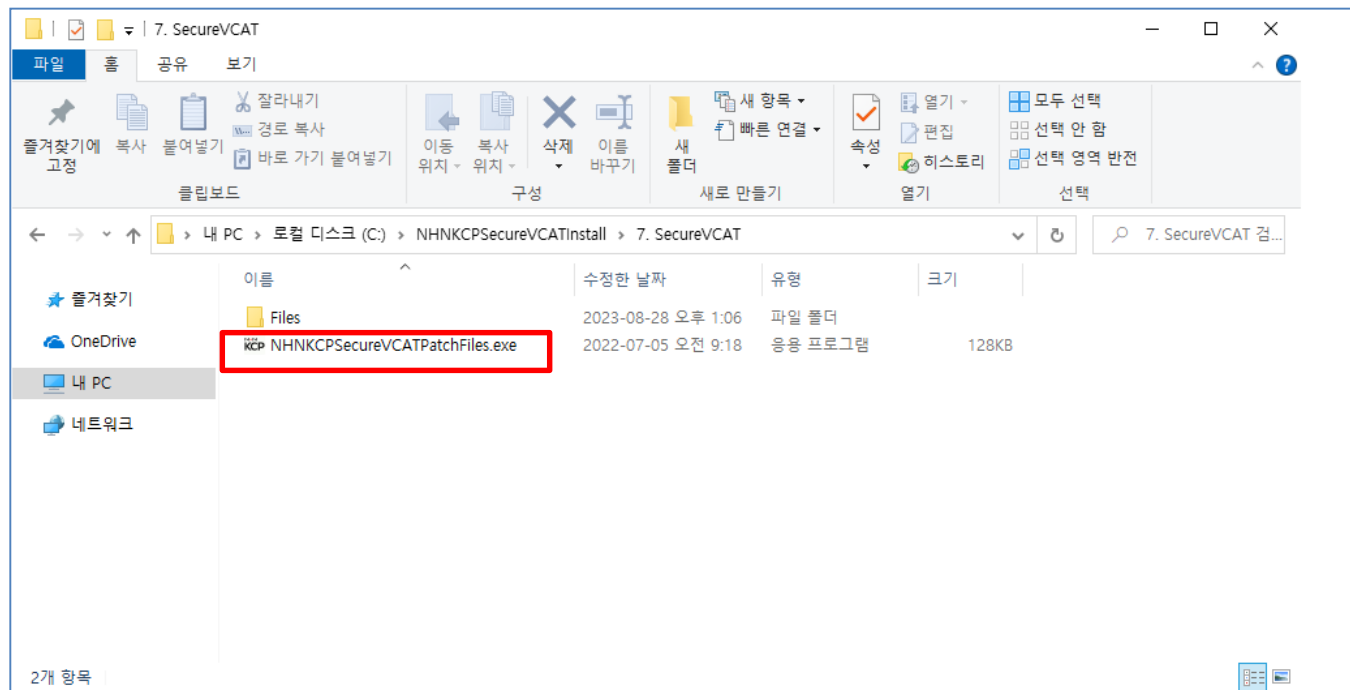 7. SecureVCAT
파일 홈 공유 보기
즐겨찾기에 고정 복사 붙여넣기 잘라내기 경로 복사 바로 가기 붙여넣기
이동 위치 복사 위치 삭제 이름 바꾸기
새 폴더 새 항목 빠른 연결
속성 열기 편집 히스토리
모두 선택 선택 안 함 선택 영역 반전
클립보드 구성 새로 만들기 열기 선택
내 PC > 로컬 디스크 (C:) > NHNKCPSecureVCATInstall > 7. SecureVCAT 7. SecureVCAT 검...
이름 수정한 날짜 유형 크기
즐겨찾기
OneDrive
내 PC
네트워크
Files 2023-08-28 오후 1:06 파일 폴더
KCP NHNKCPSecureVCATPatchFiles.exe 2022-07-05 오전 9:18 응용 프로그램 128KB
2개 항목